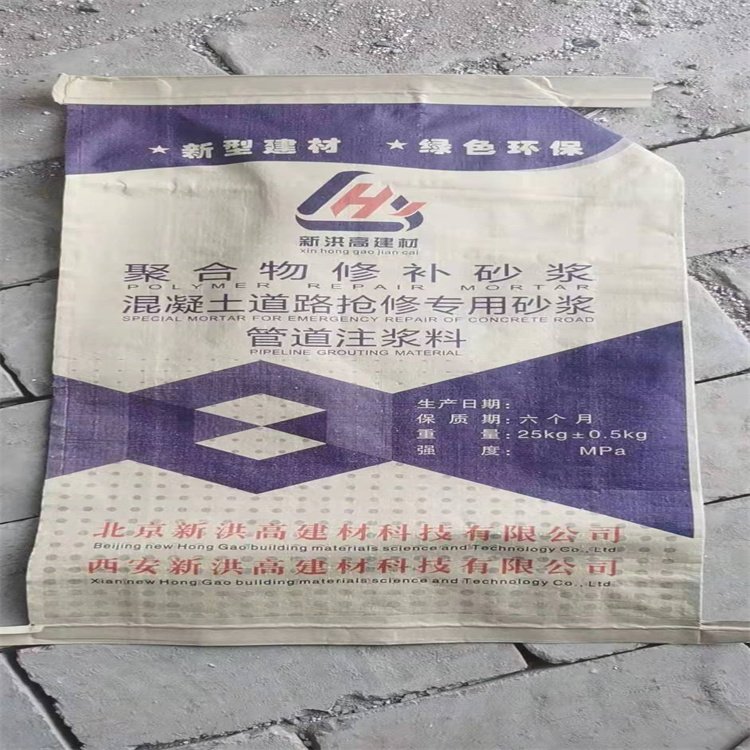 ★ 新型建材 ★ 绿色环保
HY
新洪高建材
xin hong gao jian cai
聚合物修补砂浆
POLYMER REPAIR MORTAR
混凝土道路抢修专用砂浆
SPECIAL MORTAR FOR EMERGENCY REPAIR OF CONCRETE ROAD
管道注浆料
PIPELINE GROUTING MATERIAL
生产日期：
保质期：六个月
重量：25kg±0.5kg
强度： MPa
北京新洪高建材科技有限公司
Beijing new Hong Gao building materials science and Technology Co., Ltd
西安新洪高建材科技有限公司
Xian new Hong Gao building materials science and Technology Co., Ltd